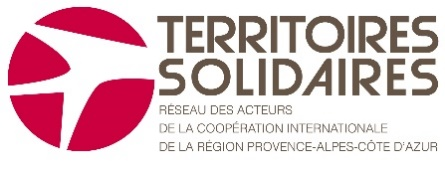 TERRITOIRES
SOLIDAIRES
RÉSEAU DES ACTEURS
DE LA COOPÉRATION INTERNATIONALE
DE LA RÉGION PROVENCE-ALPES-CÔTE D'AZUR